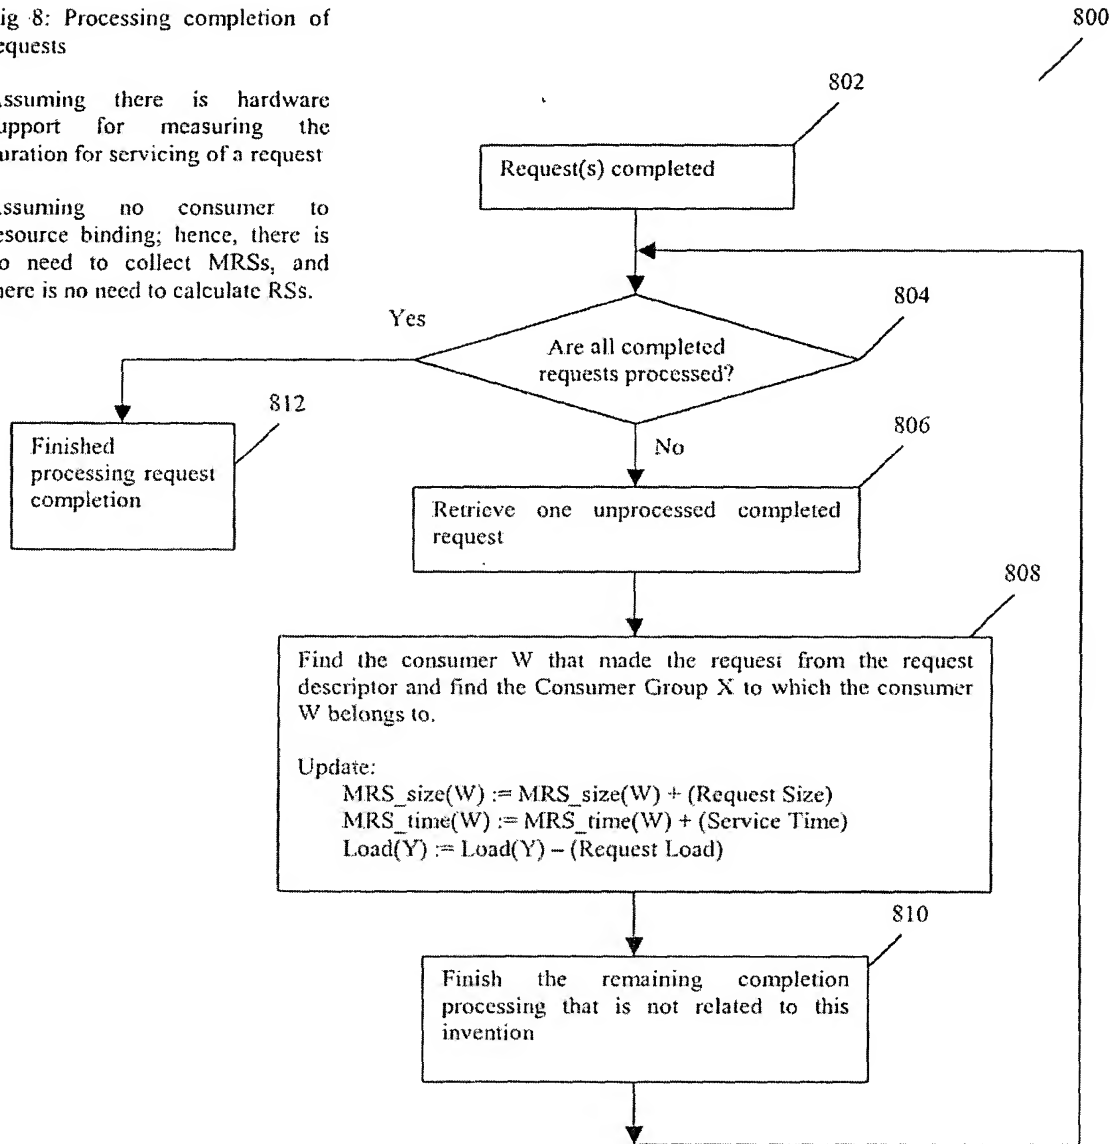 ig 8: Processing completion of
equests
ssuming there is hardware
upport for measuring the
uration for servicing of a request
ssuming no consumer to
esource binding; hence, there is
o need to collect MRSs, and
here is no need to calculate RSs.
800
802
Request(s) completed
804
Are all completed
requests processed?
Yes
812
Finished
processing request
completion
No
806
Retrieve one unprocessed completed
request
808
Find the consumer W that made the request from the request
descriptor and find the Consumer Group X to which the consumer
W belongs to.
Update:
MRS_size(W) := MRS_size(W) + (Request Size)
MRS_time(W) := MRS_time(W) + (Service Time)
Load(Y) := Load(Y) – (Request Load)
810
Finish the remaining completion
processing that is not related to this
invention